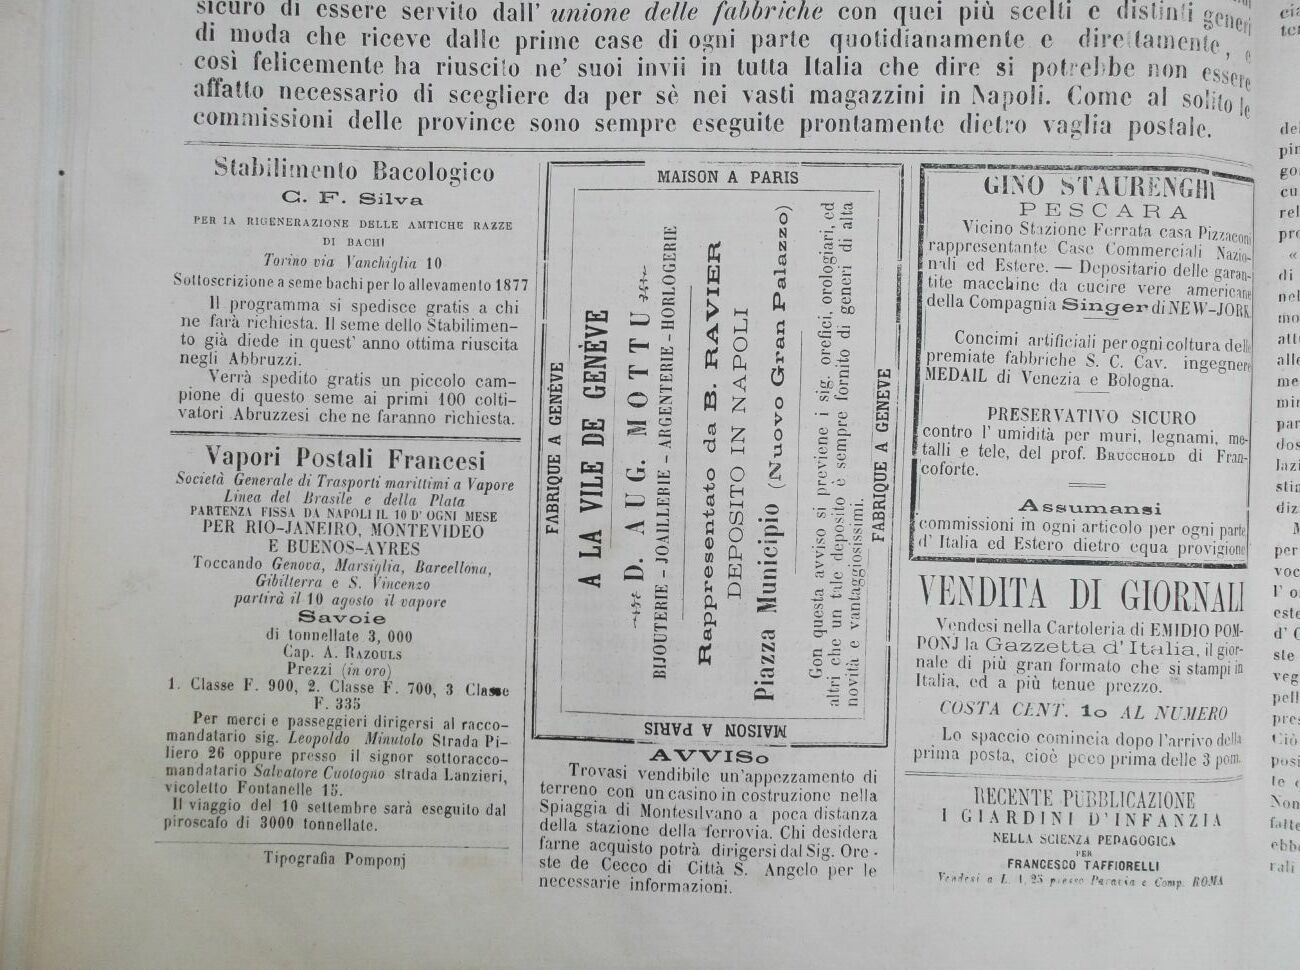 sicuro di essere servito dall' unione delle fabbriche con quei più scelti e distinti generi
di moda che riceve dalle prime case di ogni parte quotidianamente e direttamente, e
così felicemente ha riuscito ne' suoi invii in tutta Italia che dire si potrebbe non essere
affatto necessario di scegliere da per sè nei vasti magazzini in Napoli. Come al solito le
commissioni delle province sono sempre eseguite prontamente dietro vaglia postale.
Stabilimento Bacologico
C. F. Silva
PER LA RIGENERAZIONE DELLE AMTICHE RAZZE
DI BACHI
Torino via Vanchiglia 10
Sottoscrizione a seme bachi per lo allevamento 1877
Il programma si spedisce gratis a chi
ne farà richiesta. Il seme dello Stabilimen-
to già diede in quest' anno ottima riuscita
negli Abbruzzi.
Verrà spedito gratis un piccolo cam-
pione di questo seme ai primi 100 colti-
vatori Abruzzesi che ne faranno richiesta.
Vapori Postali Francesi
Società Generale di Trasporti marittimi a Vapore
Linea del Brasile e della Plata
PARTENZA FISSA DA NAPOLI IL 10 D' OGNI MESE
PER RIO-JANEIRO, MONTEVIDEO
E BUENOS-AYRES
Toccando Genova, Marsiglia, Barcellona,
Gibilterra e S. Vincenzo
partirà il 10 agosto il vapore
Savoie
di tonnellate 3, 000
Cap. A. RAZOULS
Prezzi (in oro)
1. Classe F. 900, 2. Classe F. 700, 3 Classe
F. 335
Per merci e passeggieri dirigersi al racco-
mandatario sig. Leopoldo Minutolo Strada Pi-
liero 26 oppure presso il signor sottoracco-
mandatario Salvatore Cuotogno strada Lanzieri,
vicoletto Fontanelle 15.
Il viaggio del 10 settembre sarà eseguito dal
piroscafo di 3000 tonnellate.
Tipografia Pomponj
MAISON A PARIS
FABRIQUE A GENÈVE
A LA VILE DE GENÈVE
D. AUG. MOTTU
BIJOUTERIE - JOAILLERIE - ARGENTERIE - HORLOGERIE
Rappresentato da B. RAVIER
DEPOSITO IN NAPOLI
Piazza Municipio (Nuovo Gran Palazzo)
Con questa avviso si previene i sig. orefici, orologiari, ed
altri che un tale deposito è sempre fornito di generi di alta
novità e vantaggiosissimi.
FABRIQUE A GENÈVE
MAISON A PARIS
AVVISo
Trovasi vendibile un'appezzamento di
terreno con un casino in costruzione nella
Spiaggia di Montesilvano a poca distanza
della stazione della ferrovia. Chi desidera
farne acquisto potrà dirigersi dal Sig. Ore-
ste de Cecco di Città S. Angelo per le
necessarie informazioni.
GINO STAURENGHI
PESCARA
Vicino Stazione Ferrata casa Pizzaconi
rappresentante Case Commerciali Nazio-
nali ed Estere. — Depositario delle garan-
tite macchine da cucire vere americane
della Compagnia Singer di NEW-JORK
Concimi artificiali per ogni coltura delle
premiate fabbriche S. C. Cav. ingegnere
MEDAIL di Venezia e Bologna.
PRESERVATIVO SICURO
contro l' umidità per muri, legnami, me-
talli e tele, del prof. BRUCCHOLD di Fran-
coforte.
Assumansi
commissioni in ogni articolo per ogni parte
d' Italia ed Estero dietro equa provigione
VENDITA DI GIORNALI
Vendesi nella Cartoleria di EMIDIO POM-
PONJ la Gazzetta d' Italia, il gior-
nale di più gran formato che si stampi in
Italia, ed a più tenue prezzo.
COSTA CENT. 10 AL NUMERO
Lo spaccio comincia dopo l'arrivo della
prima posta, cioè poco prima delle 3 pom.
RECENTE PUBBLICAZIONE
I GIARDINI D'INFANZIA
NELLA SCIENZA PEDAGOGICA
PER
FRANCESCO TAFFIORELLI
Vendesi a L. 1,25 presso Paravia e Comp. ROMA